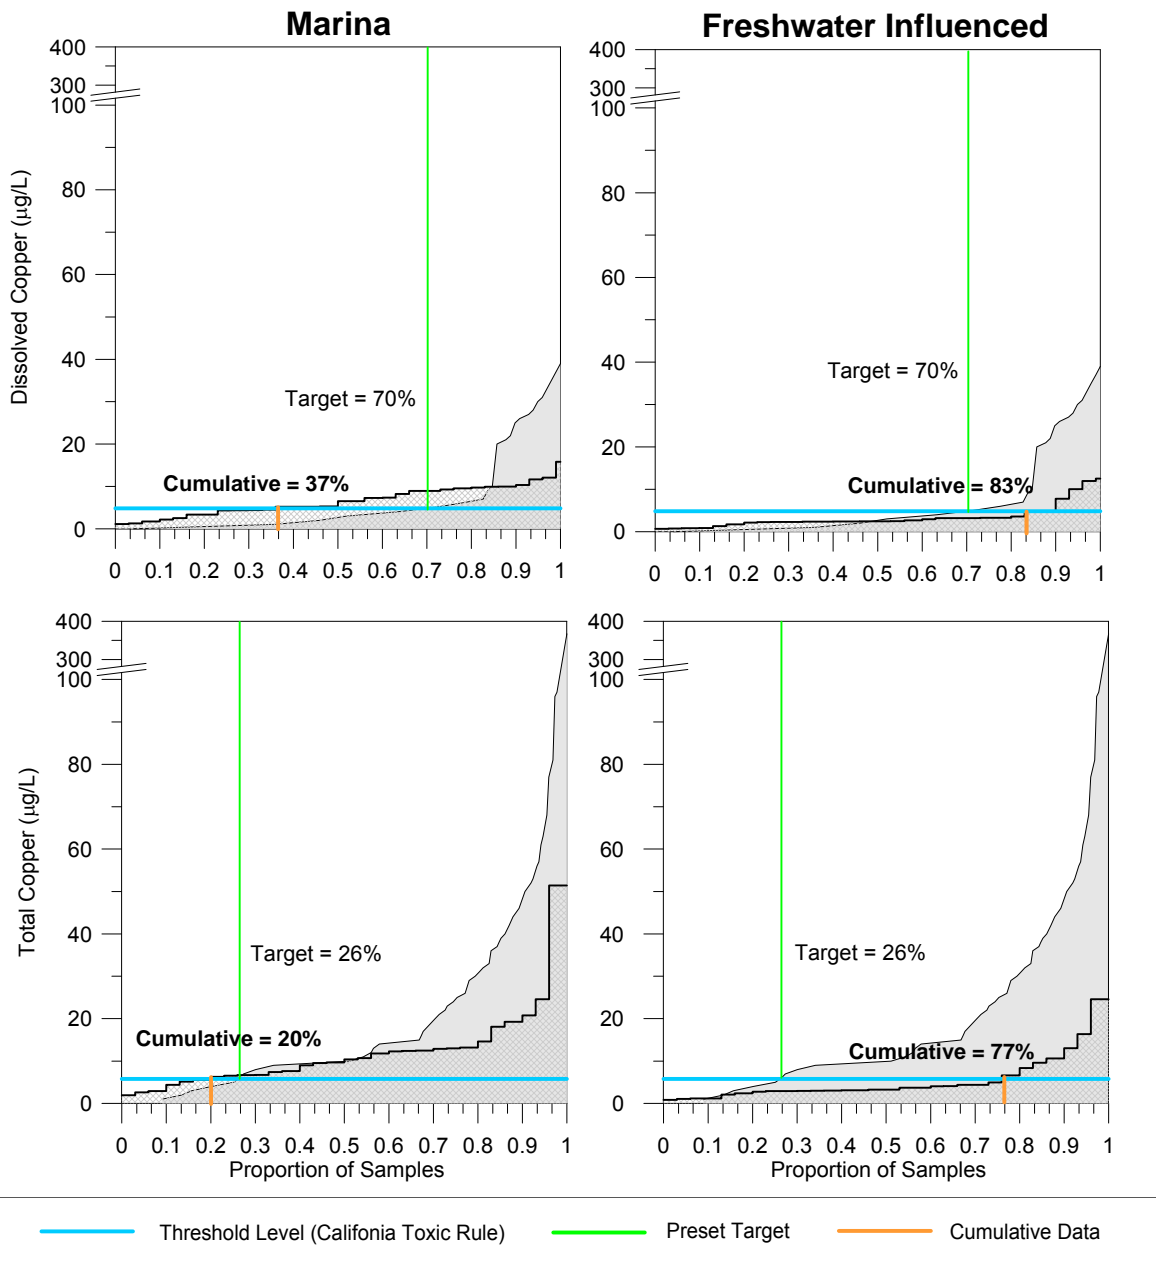 Marina
Freshwater Influenced
Dissolved Copper (µg/L)
400
300
100
80
60
40
20
0
Target = 70%
Cumulative = 37%
0 0.1 0.2 0.3 0.4 0.5 0.6 0.7 0.8 0.9 1
400
300
100
80
60
40
20
0
Target = 70%
Cumulative = 83%
0 0.1 0.2 0.3 0.4 0.5 0.6 0.7 0.8 0.9 1
Total Copper (µg/L)
400
300
100
80
60
40
20
0
Target = 26%
Cumulative = 20%
0 0.1 0.2 0.3 0.4 0.5 0.6 0.7 0.8 0.9 1
Proportion of Samples
400
300
100
80
60
40
20
0
Target = 26%
Cumulative = 77%
0 0.1 0.2 0.3 0.4 0.5 0.6 0.7 0.8 0.9 1
Proportion of Samples
Threshold Level (Califonia Toxic Rule) Preset Target Cumulative Data